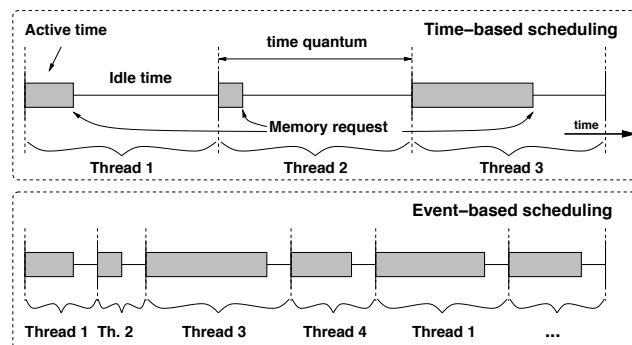 Active time
Time–based scheduling
time quantum
Idle time
Memory request
time
Thread 1 Thread 2 Thread 3
Event–based scheduling
Thread 1 Th. 2 Thread 3 Thread 4 Thread 1 ...